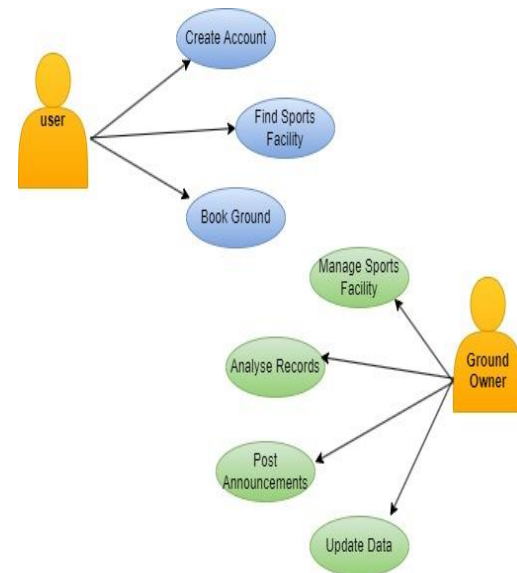 Create Account
user
Find Sports
Facility
Book Ground
Manage Sports
Facility
Analyse Records
Ground
Owner
Post
Announcements
Update Data